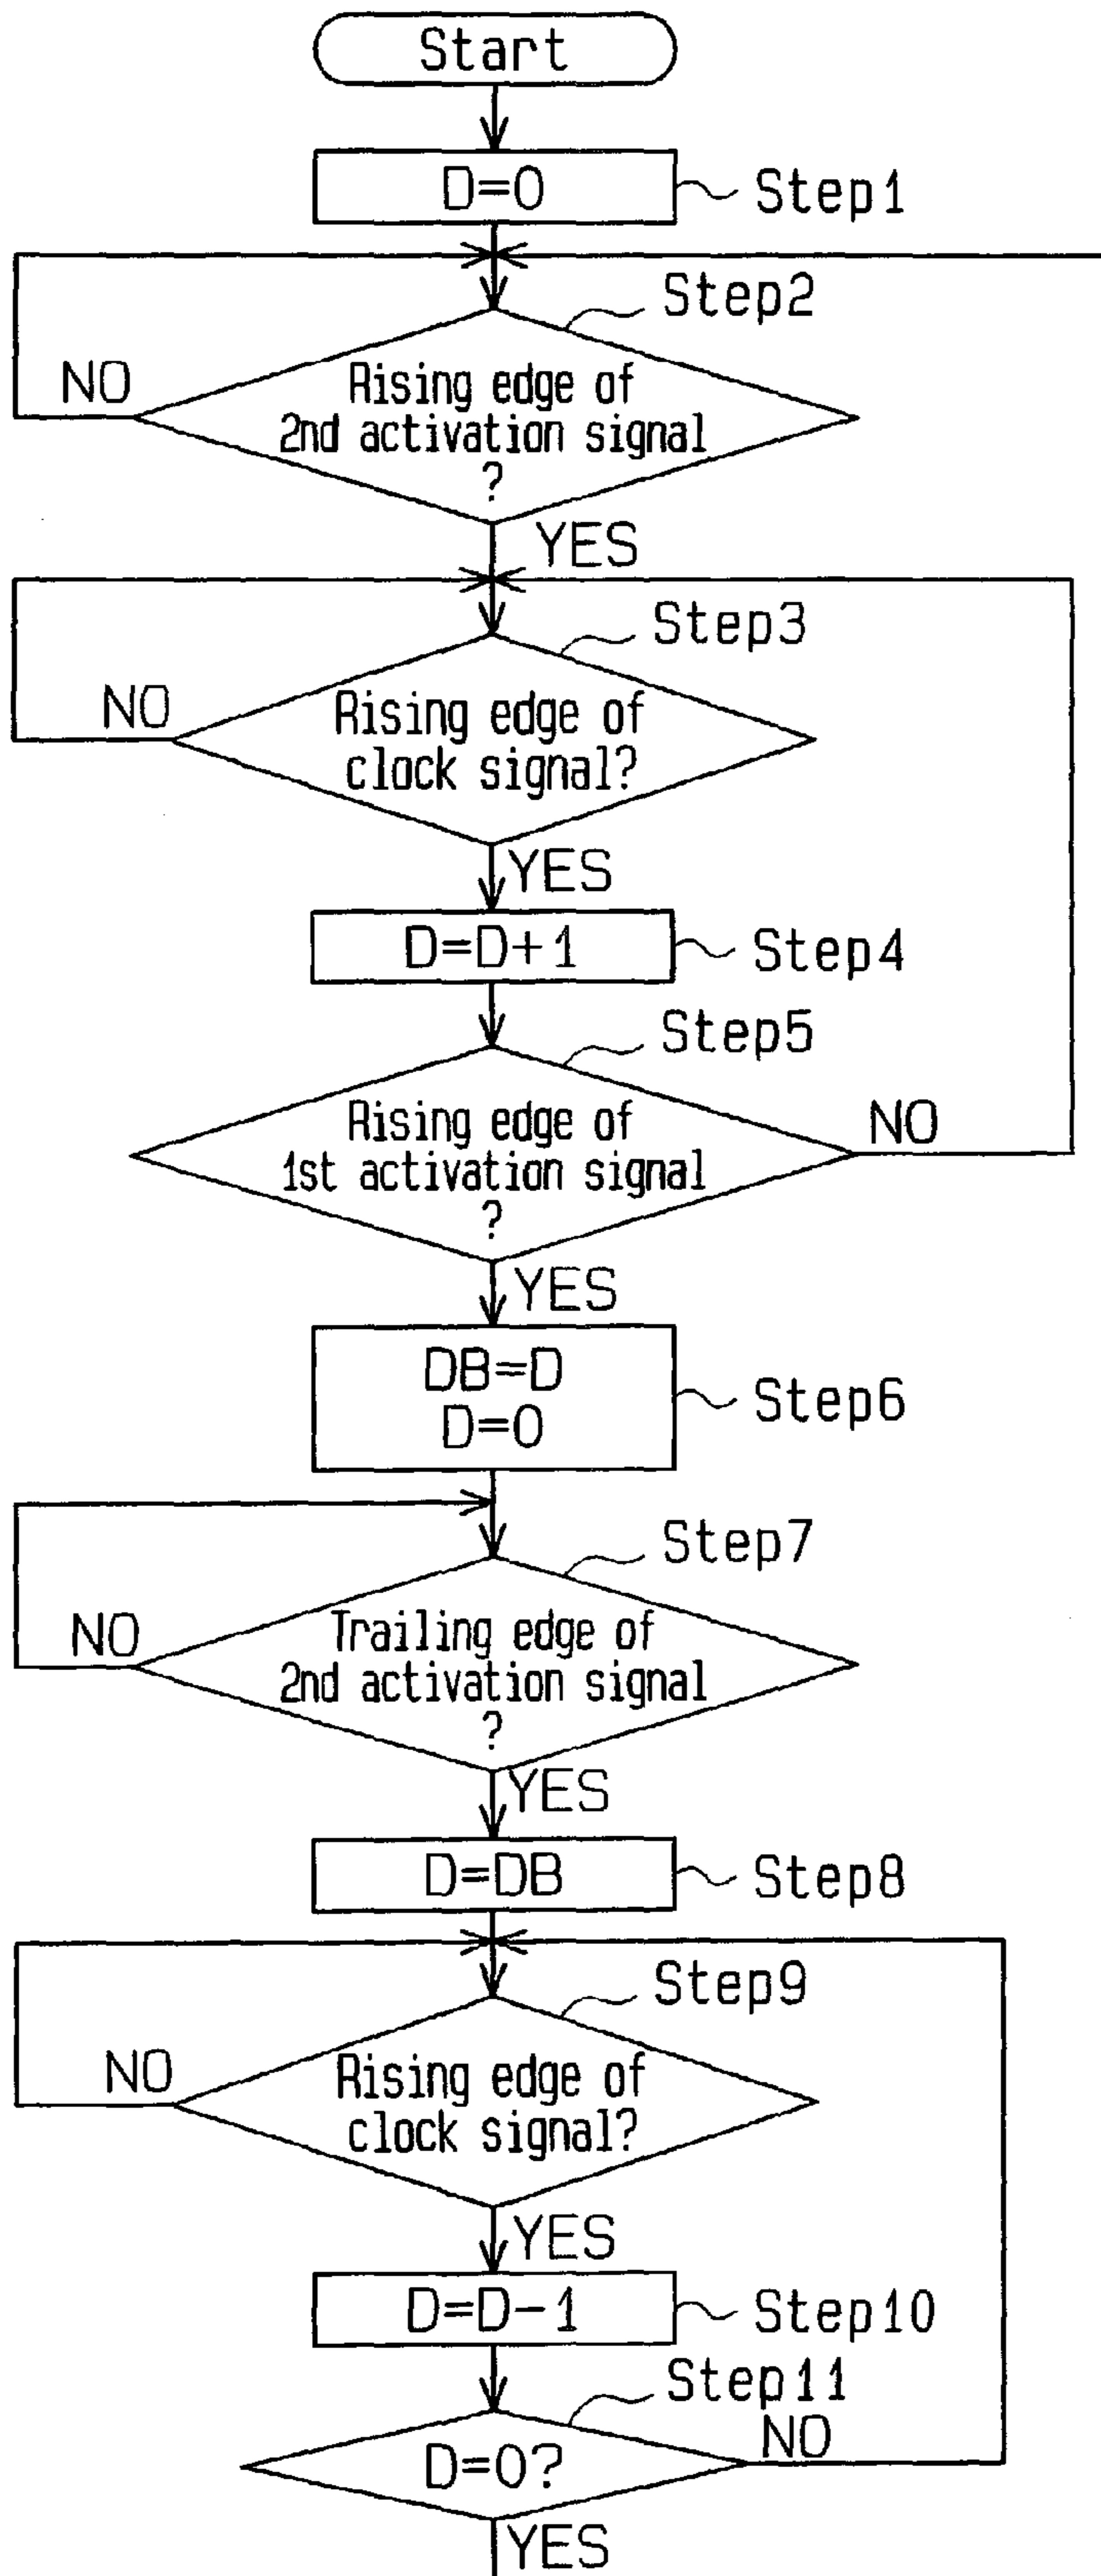 Start
D=0
Step1
Step2
NO
Rising edge of
2nd activation signal
?
YES
Step3
NO
Rising edge of
clock signal?
YES
D=D+1
Step4
Step5
Rising edge of
1st activation signal
?
NO
YES
DB=D
D=0
Step6
Step7
NO
Trailing edge of
2nd activation signal
?
YES
D=DB
Step8
Step9
NO
Rising edge of
clock signal?
YES
D=D-1
Step10
Step11
D=0?
NO
YES